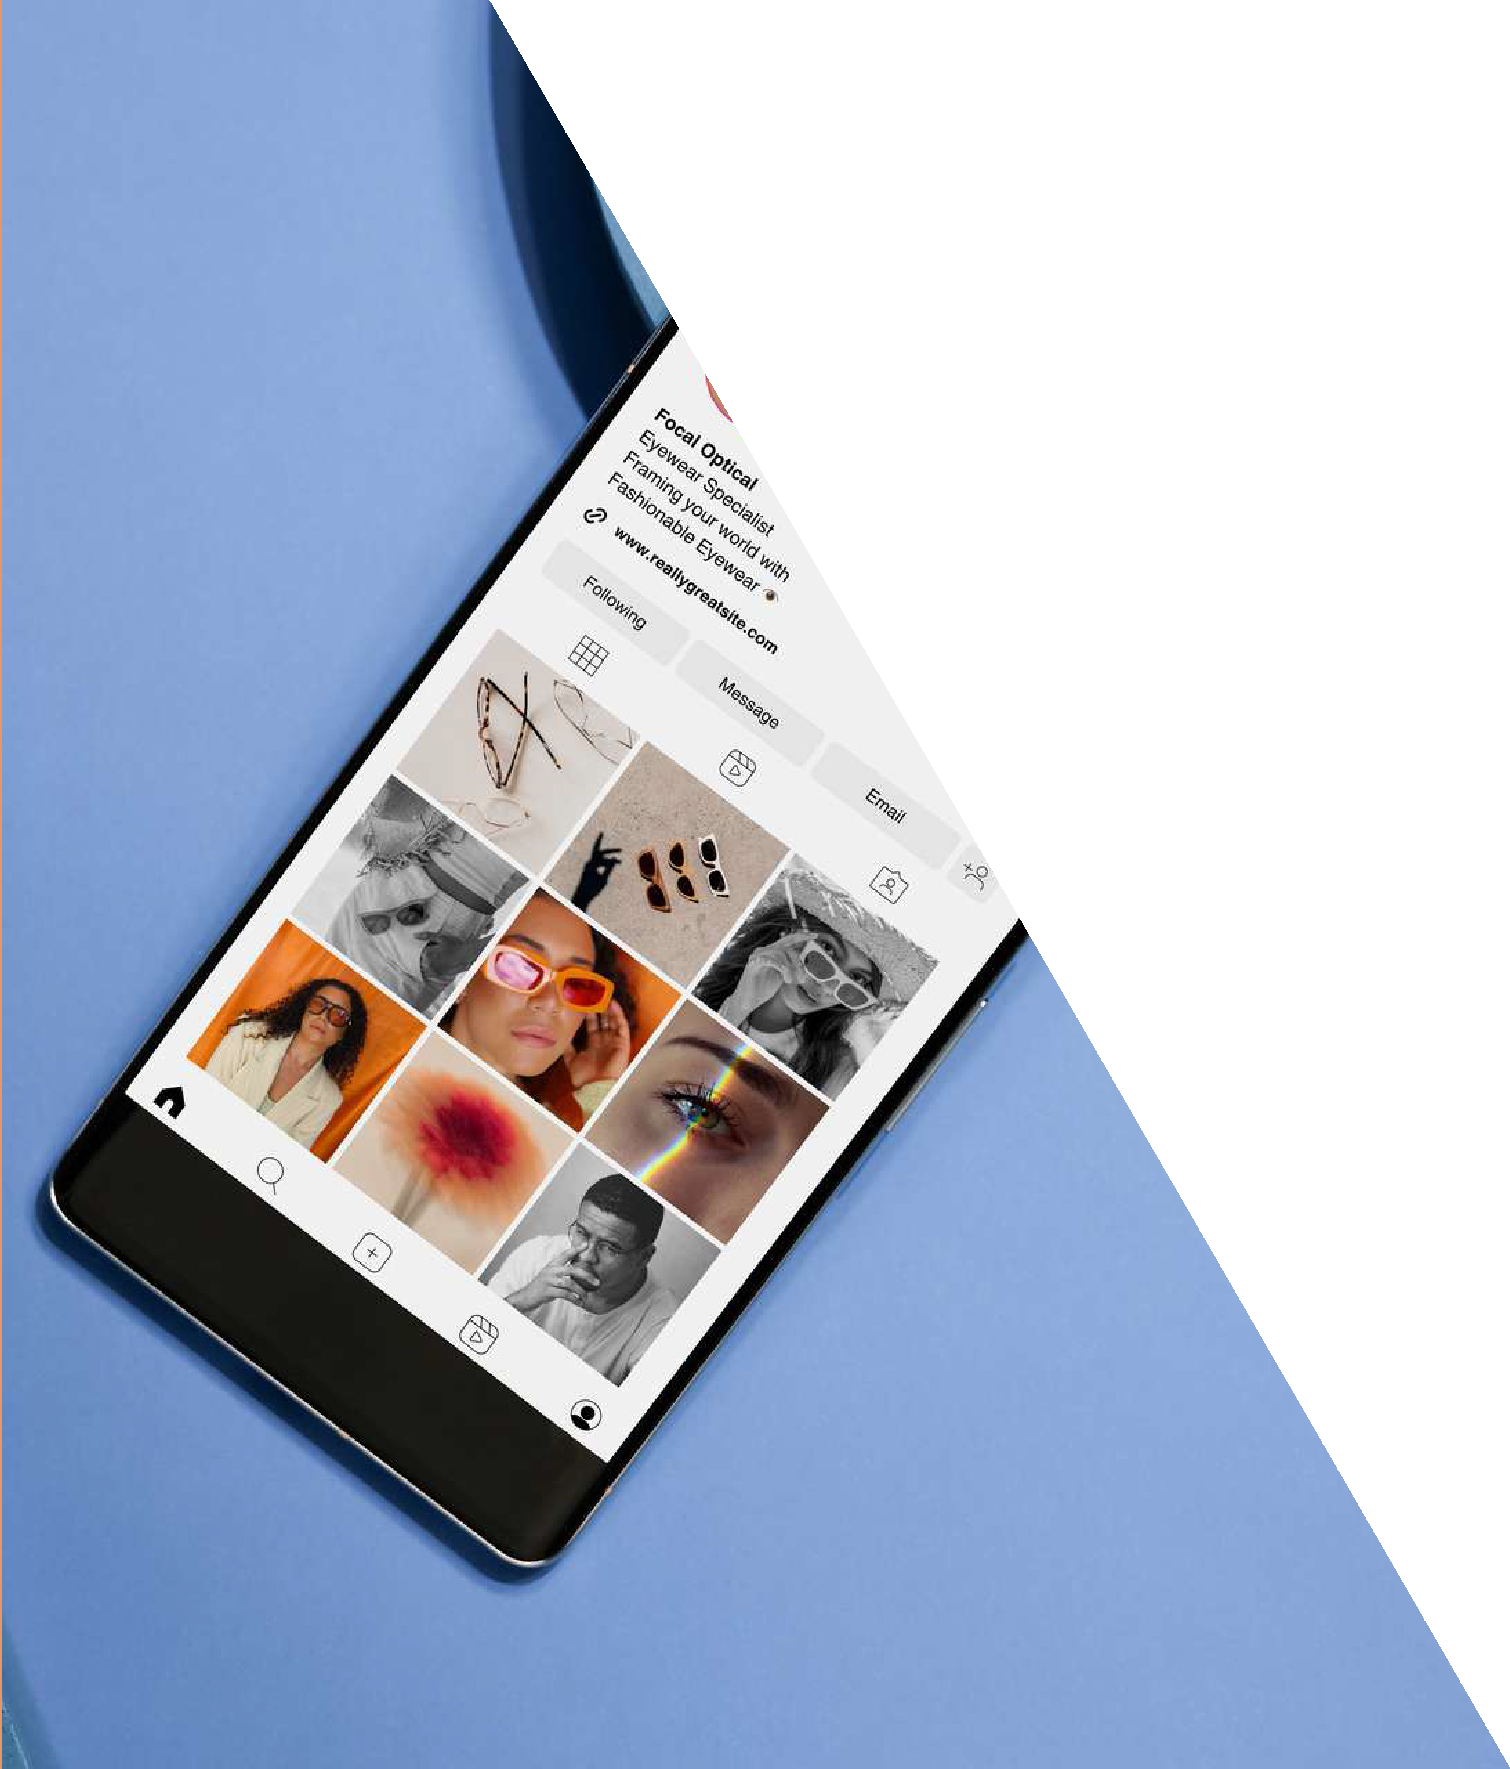 Focal Optical
Eyewear Specialist
Framing your world with
Fashionable Eyewear
www.reallygreatsite.com
Following
Message
Email